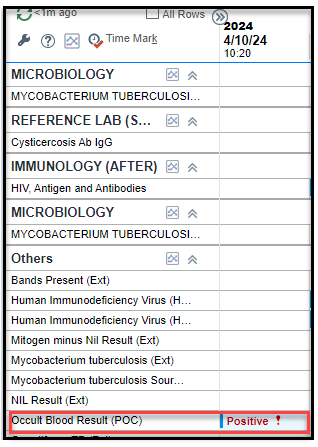 <1m ago
All Rows
2024
4/10/24
10:20
Time Mark
MICROBIOLOGY
MYCOBACTERIUM TUBERCULOSI...
REFERENCE LAB (S...
Cysticercosis Ab IgG
IMMUNOLOGY (AFTER)
HIV, Antigen and Antibodies
MICROBIOLOGY
MYCOBACTERIUM TUBERCULOSI...
Others
Bands Present (Ext)
Human Immunodeficiency Virus (H...
Human Immunodeficiency Virus (H...
Mitogen minus Nil Result (Ext)
Mycobacterium tuberculosis (Ext)
Mycobacterium tuberculosis Sour...
NIL Result (Ext)
Occult Blood Result (POC) Positive !